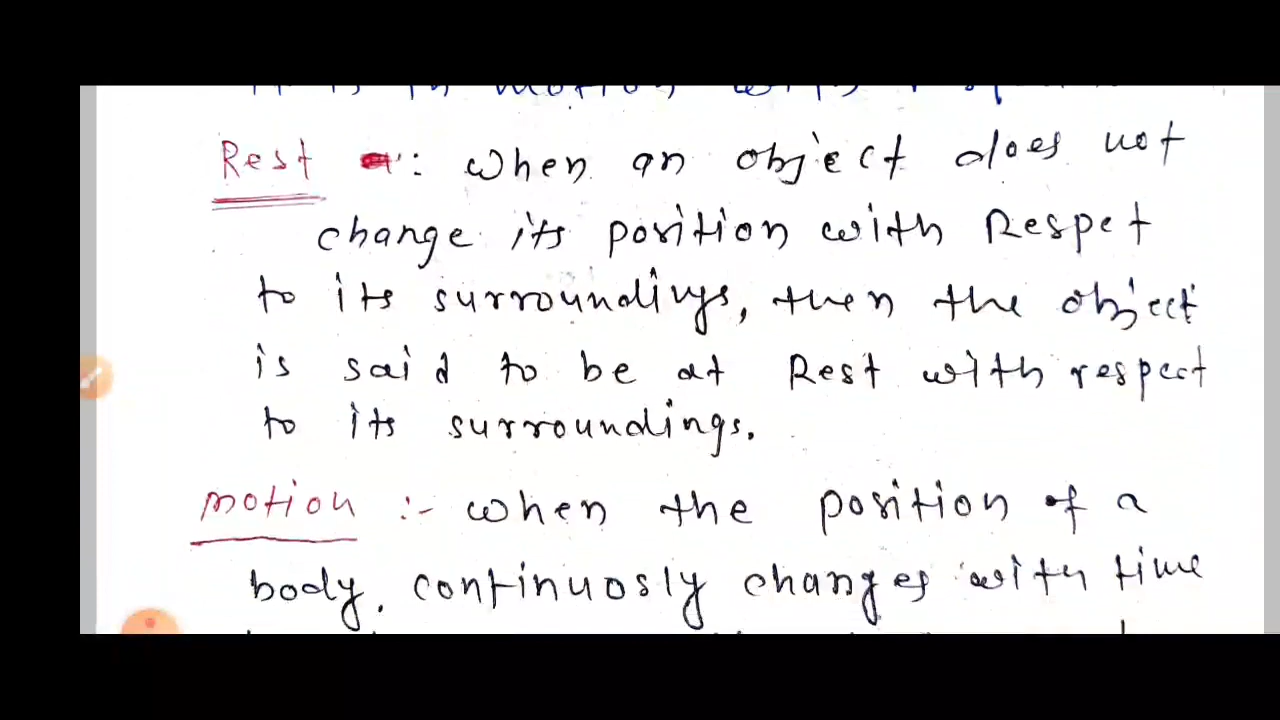 Rest : when an object does not
change its position with Respet
to its surroundings, then the object
is said to be at Rest with respect
to its surroundings.
motion :- when the position of a
body, continuosly changes with time